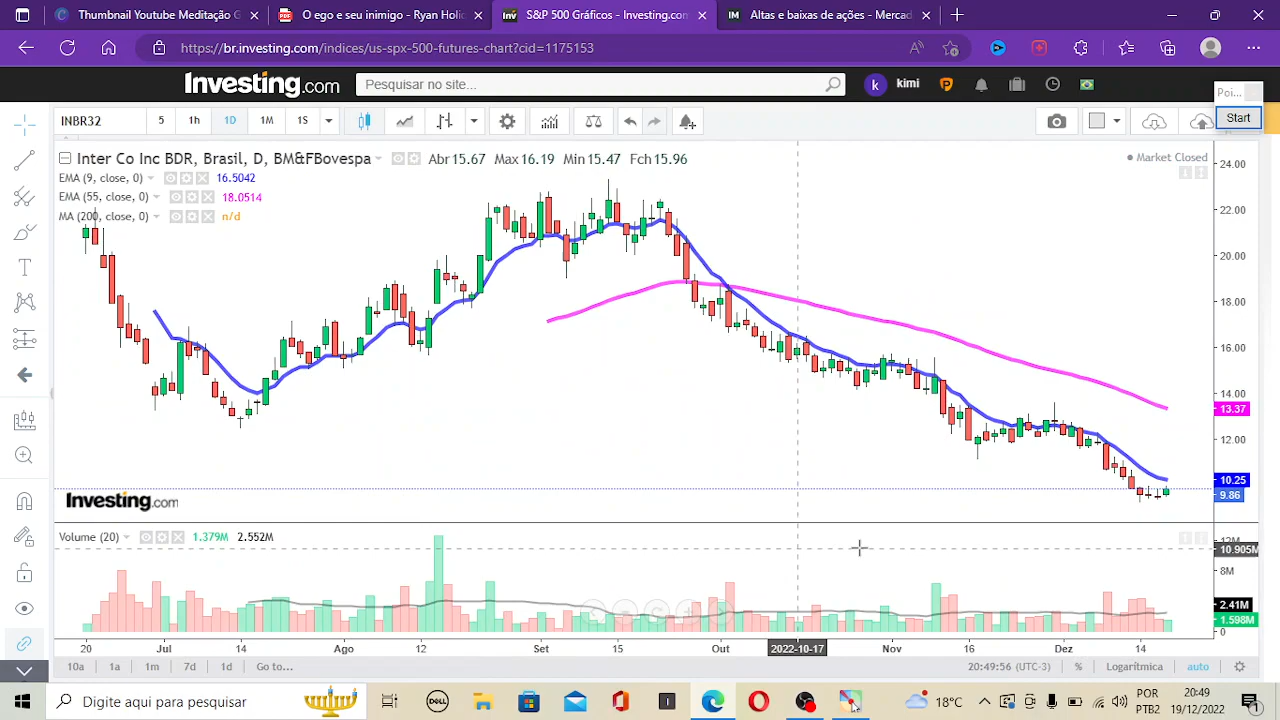 Thumbnail Youtube Meditação G
O ego e seu inimigo - Ryan Holic
S&P 500 Gráficos - Investing.com
IM Altas e baixas de ações - Mercad
https://br.investing.com/indices/us-spx-500-futures-chart?cid=1175153
Investing.com
Pesquisar no site...
k kimi
Poi...
Start
INBR32 5 1h 1D 1M 1S
Inter Co Inc BDR, Brasil, D, BM&FBovespa Abr 15.67 Max 16.19 Min 15.47 Fch 15.96
Market Closed
EMA (9, close, 0) 16.5042
EMA (55, close, 0) 18.0514
MA (200, close, 0) n/d
24.00
22.00
20.00
18.00
16.00
14.00
13.37
12.00
10.25
9.86
Investing.com
Volume (20) 1.379M 2.552M
12M
10.905M
8M
2.41M
1.598M
0
20 Jul 14 Ago 12 Set 15 Out 2022-10-17 Nov 16 Dez 14
10a 1a 1m 7d 1d Go to... 20:49:56 (UTC-3) % Logarítmica auto
Digite aqui para pesquisar
DELL
18°C
POR
PTB2
20:49
19/12/2022
1